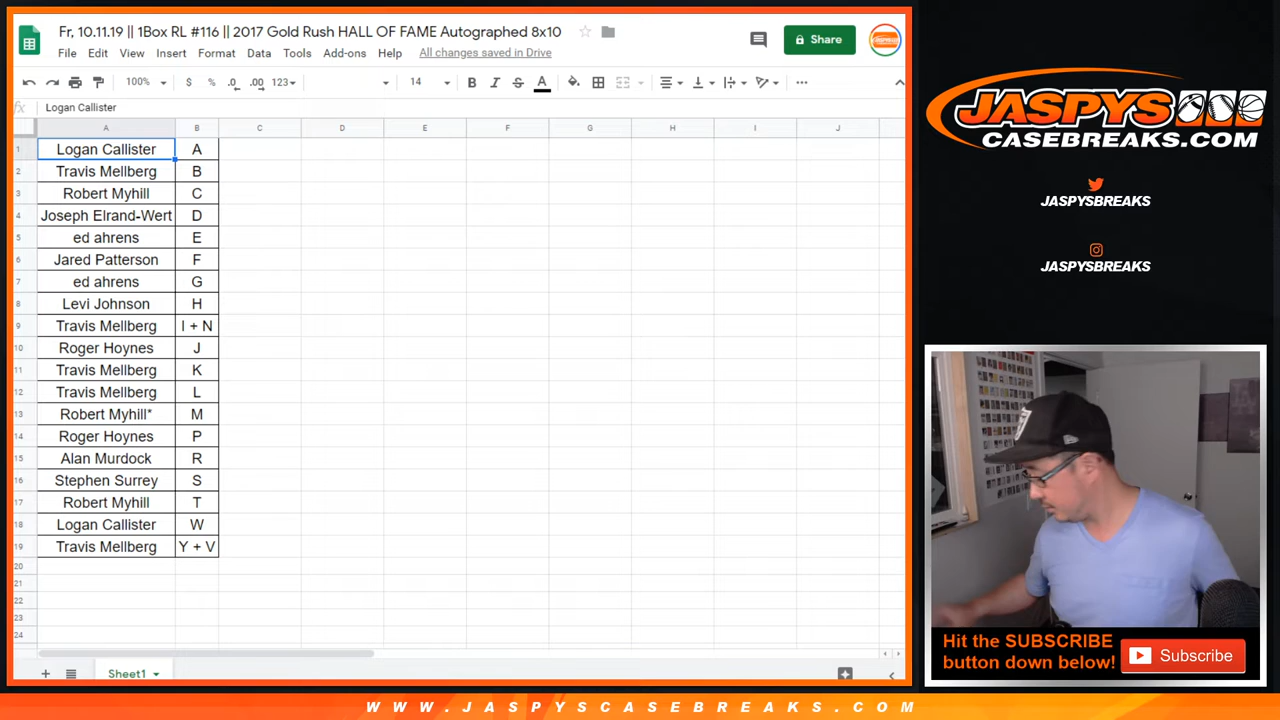 Fr, 10.11.19 || 1Box RL #116 || 2017 Gold Rush HALL OF FAME Autographed 8x10
File Edit View Insert Format Data Tools Add-ons Help All changes saved in Drive
Share
100% $ % .0 .00 123 14 B I S A
fx Logan Callister
A B C D E F G H I J
1 Logan Callister A
2 Travis Mellberg B
3 Robert Myhill C
4 Joseph Elrand-Wert D
5 ed ahrens E
6 Jared Patterson F
7 ed ahrens G
8 Levi Johnson H
9 Travis Mellberg I + N
10 Roger Hoynes J
11 Travis Mellberg K
12 Travis Mellberg L
13 Robert Myhill* M
14 Roger Hoynes P
15 Alan Murdock R
16 Stephen Surrey S
17 Robert Myhill T
18 Logan Callister W
19 Travis Mellberg Y + V
20
21
22
23
24
Sheet1
JASPYS
CASEBREAKS.COM
JASPYSBREAKS
JASPYSBREAKS
Hit the SUBSCRIBE
button down below!
Subscribe
WWW.JASPYSCASEBREAKS.COM